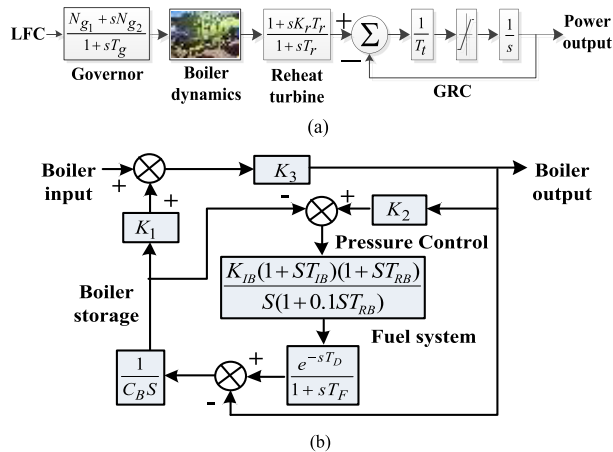 LFC
N_{g_1} + sN_{g_2}
1 + sT_g
Governor
Boiler
dynamics
1 + sK_rT_r
1 + sT_r
Reheat
turbine
+
Σ
−
1
T_t
1
s
Power
output
GRC
(a)
Boiler
input
+
+
K_3
Boiler
output
K_1
-
+
K_2
Pressure Control
K_{IB}(1 + ST_{IB})(1 + ST_{RB})
S(1 + 0.1ST_{RB})
Boiler
storage
Fuel system
1
C_BS
+
-
e^{-sT_D}
1 + sT_F
(b)